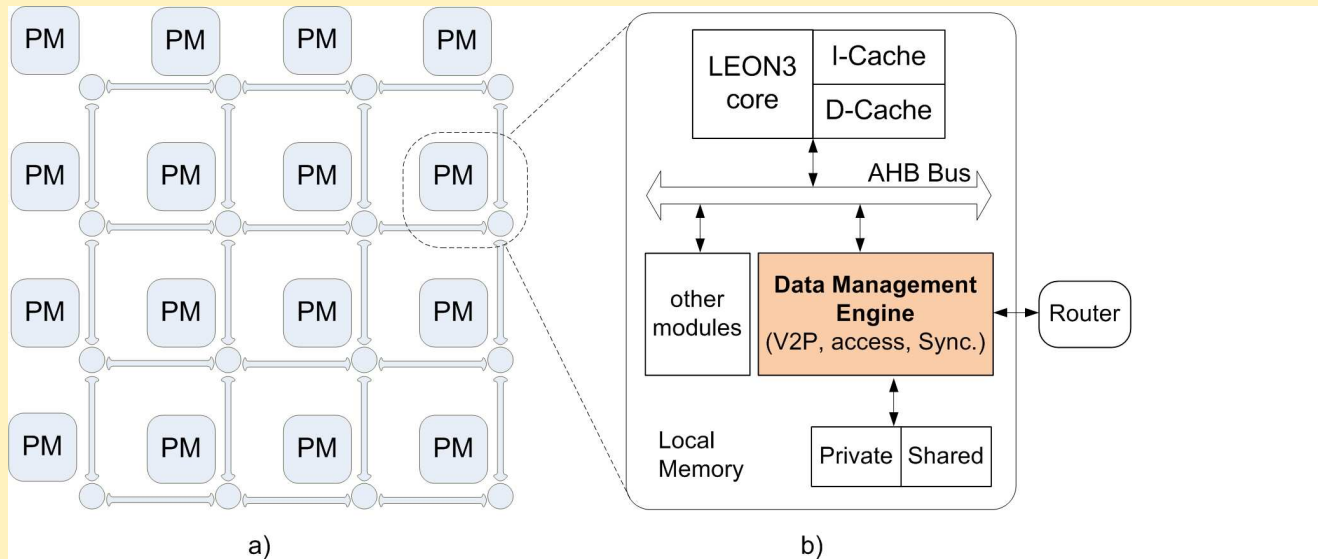 PM PM PM PM
PM PM PM PM
PM PM PM PM
PM PM PM PM
a)
LEON3
core
I-Cache
D-Cache
AHB Bus
other
modules
Data Management
Engine
(V2P, access, Sync.)
Router
Local
Memory
Private
Shared
b)